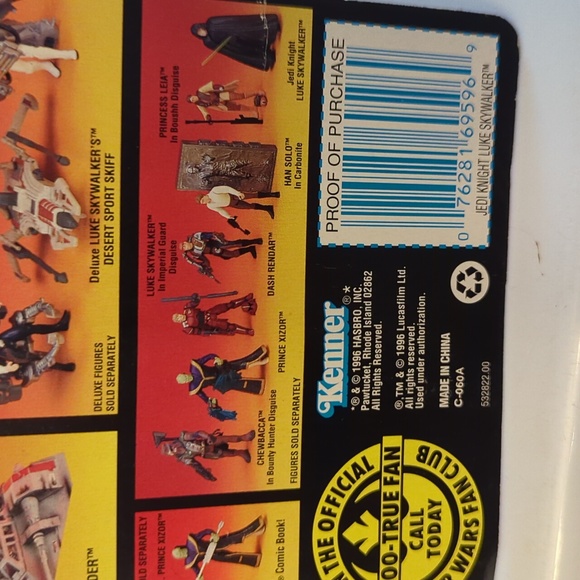 Deluxe LUKE SKYWALKER'S™
DESERT SPORT SKIFF
DELUXE FIGURES
SOLD SEPARATELY
PRINCESS LEIA™
In Boushh Disguise
Jedi Knight
LUKE SKYWALKER™
HAN SOLO™
In Carbonite
LUKE SKYWALKER™
In Imperial Guard
Disguise
DASH RENDAR™
PRINCE XIZOR™
CHEWBACCA™
In Bounty Hunter Disguise
FIGURES SOLD SEPARATELY
SOLD SEPARATELY
PRINCE XIZOR™
Comic Book!
PROOF OF PURCHASE
0 76281 69596 9
JEDI KNIGHT LUKE SKYWALKER™
Kenner®*
*® & © 1996 HASBRO, INC.
Pawtucket, Rhode Island 02862
All Rights Reserved.
®,TM & © 1996 Lucasfilm Ltd.
All rights reserved.
Used under authorization.
MADE IN CHINA
C-060A
532822.00
THE OFFICIAL
WARS FAN CLUB
OO-TRUE FAN
CALL
TODAY